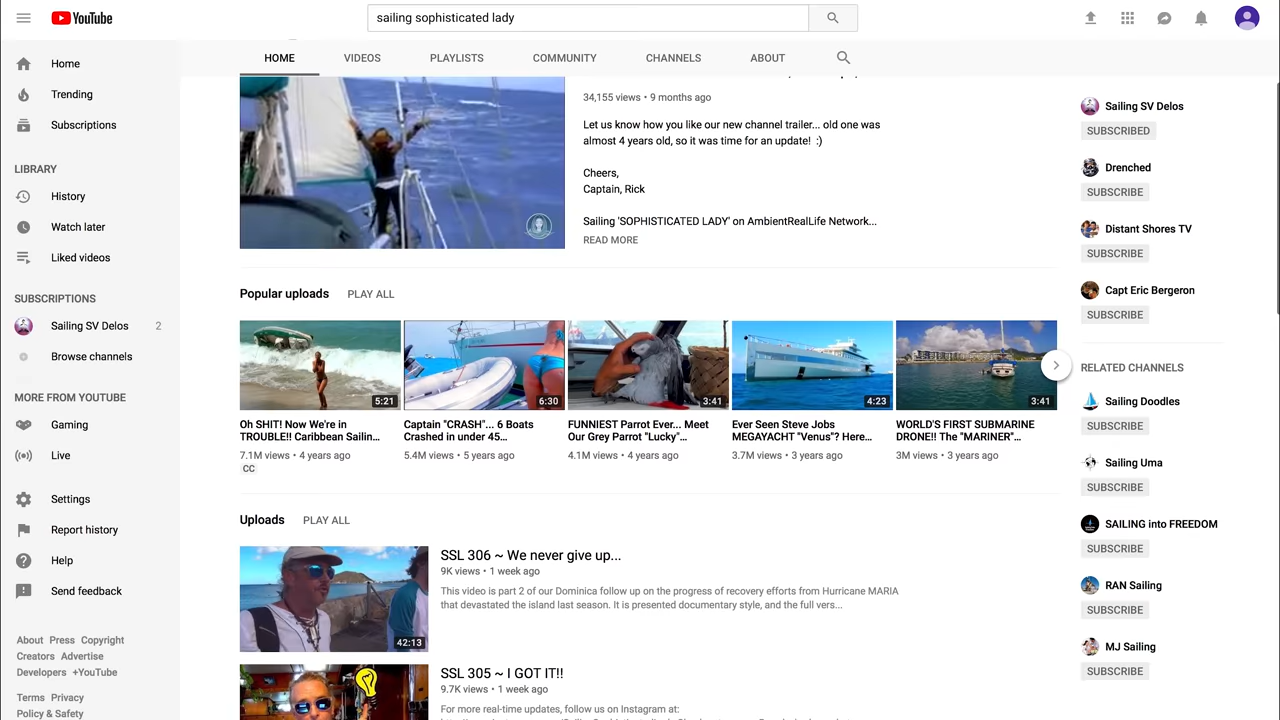 YouTube
sailing sophisticated lady
HOME VIDEOS PLAYLISTS COMMUNITY CHANNELS ABOUT
Home
Trending
Subscriptions
LIBRARY
History
Watch later
Liked videos
SUBSCRIPTIONS
Sailing SV Delos 2
Browse channels
MORE FROM YOUTUBE
Gaming
Live
Settings
Report history
Help
Send feedback
About Press Copyright
Creators Advertise
Developers +YouTube
Terms Privacy
Policy & Safety
34,155 views • 9 months ago
Let us know how you like our new channel trailer... old one was
almost 4 years old, so it was time for an update! :)
Cheers,
Captain, Rick
Sailing 'SOPHISTICATED LADY' on AmbientRealLife Network...
READ MORE
Popular uploads PLAY ALL
5:21
Oh SHIT! Now We're in
TROUBLE!! Caribbean Sailin...
7.1M views • 4 years ago
CC
6:30
Captain "CRASH"... 6 Boats
Crashed in under 45...
5.4M views • 5 years ago
3:41
FUNNIEST Parrot Ever... Meet
Our Grey Parrot "Lucky"...
4.1M views • 4 years ago
4:23
Ever Seen Steve Jobs
MEGAYACHT "Venus"? Here...
3.7M views • 3 years ago
3:41
WORLD'S FIRST SUBMARINE
DRONE!! The "MARINER"...
3M views • 3 years ago
Uploads PLAY ALL
42:13
SSL 306 ~ We never give up...
9K views • 1 week ago
This video is part 2 of our Dominica follow up on the progress of recovery efforts from Hurricane MARIA
that devastated the island last season. It is presented documentary style, and the full vers...
SSL 305 ~ I GOT IT!!
9.7K views • 1 week ago
For more real-time updates, follow us on Instagram at:
Sailing SV Delos
SUBSCRIBED
Drenched
SUBSCRIBE
Distant Shores TV
SUBSCRIBE
Capt Eric Bergeron
SUBSCRIBE
RELATED CHANNELS
Sailing Doodles
SUBSCRIBE
Sailing Uma
SUBSCRIBE
SAILING into FREEDOM
SUBSCRIBE
RAN Sailing
SUBSCRIBE
MJ Sailing
SUBSCRIBE